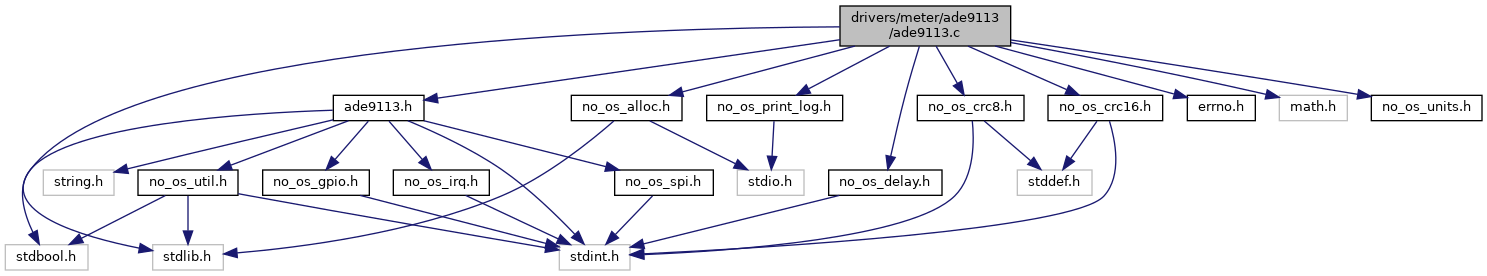 drivers/meter/ade9113
/ade9113.c
ade9113.h
no_os_alloc.h
no_os_print_log.h
no_os_crc8.h
no_os_crc16.h
errno.h
math.h
no_os_units.h
string.h
no_os_util.h
no_os_gpio.h
no_os_irq.h
no_os_spi.h
stdio.h
no_os_delay.h
stddef.h
stdbool.h
stdlib.h
stdint.h